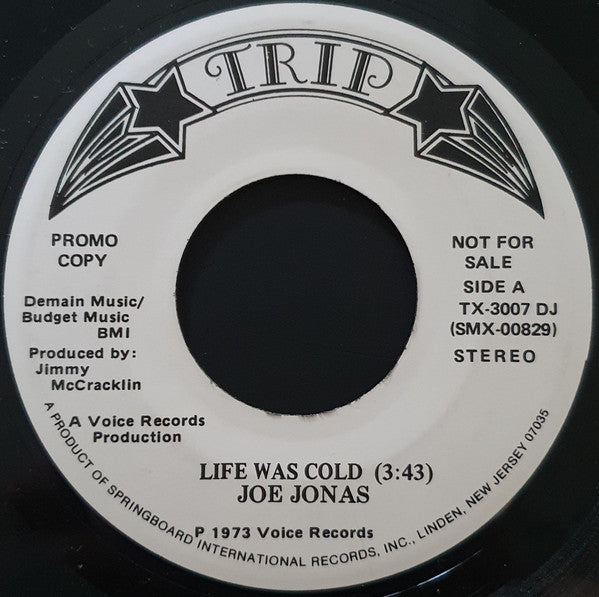 TRIP
PROMO
COPY
NOT FOR
SALE
SIDE A
TX-3007 DJ
(SMX-00829)
STEREO
Demain Music/
Budget Music
BMI
Produced by:
Jimmy
McCracklin
A Voice Records
Production
LIFE WAS COLD (3:43)
JOE JONAS
P 1973 Voice Records
A PRODUCT OF SPRINGBOARD INTERNATIONAL RECORDS, INC., LINDEN, NEW JERSEY 07035